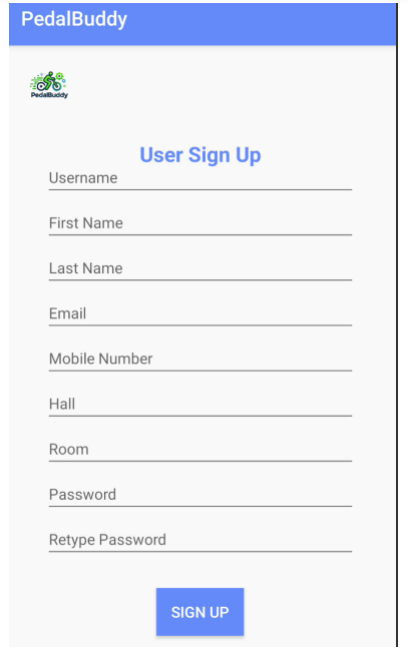 PedalBuddy
PedalBuddy
User Sign Up
Username
First Name
Last Name
Email
Mobile Number
Hall
Room
Password
Retype Password
SIGN UP